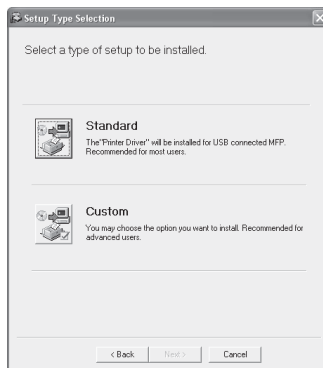 Setup Type Selection
Select a type of setup to be installed.
Standard
The"Printer Driver" will be installed for USB connected MFP.
Recommended for most users.
Custom
You may choose the option you want to install. Recommended for
advanced users.
< Back
Next >
Cancel